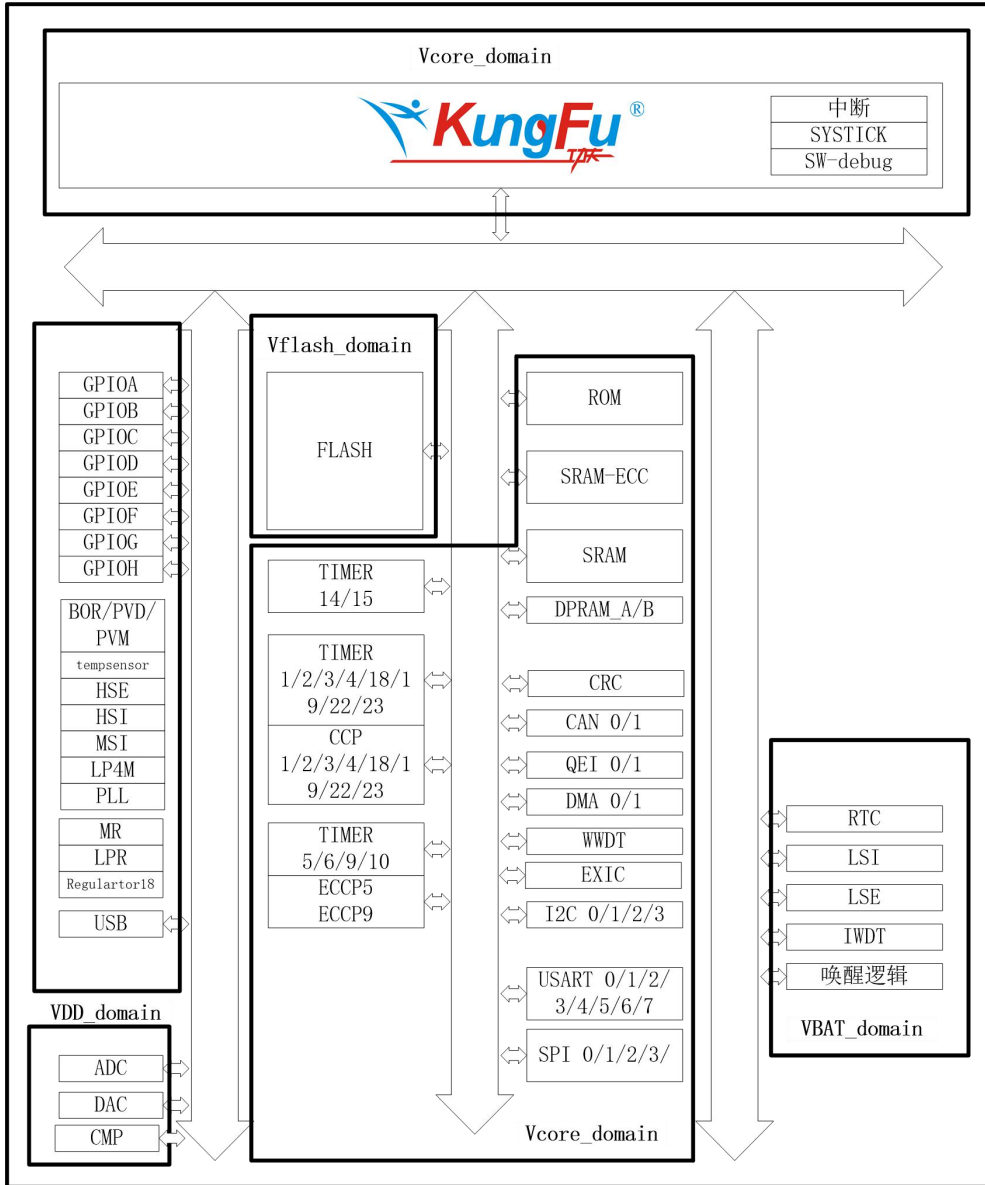 Vcore_domain
KungFu®
中断
SYSTICK
SW-debug
GPIOA
GPIOB
GPIOC
GPIOD
GPIOE
GPIOF
GPIOG
GPIOH
BOR/PVD/
PVM
tempsensor
HSE
HSI
MSI
LP4M
PLL
MR
LPR
Regulartor18
USB
VDD_domain
ADC
DAC
CMP
Vflash_domain
FLASH
TIMER
14/15
TIMER
1/2/3/4/18/1
9/22/23
CCP
1/2/3/4/18/1
9/22/23
TIMER
5/6/9/10
ECCP5
ECCP9
ROM
SRAM-ECC
SRAM
DPRAM_A/B
CRC
CAN 0/1
QEI 0/1
DMA 0/1
WWDT
EXIC
I2C 0/1/2/3
USART 0/1/2/
3/4/5/6/7
SPI 0/1/2/3/
Vcore_domain
RTC
LSI
LSE
IWDT
唤醒逻辑
VBAT_domain